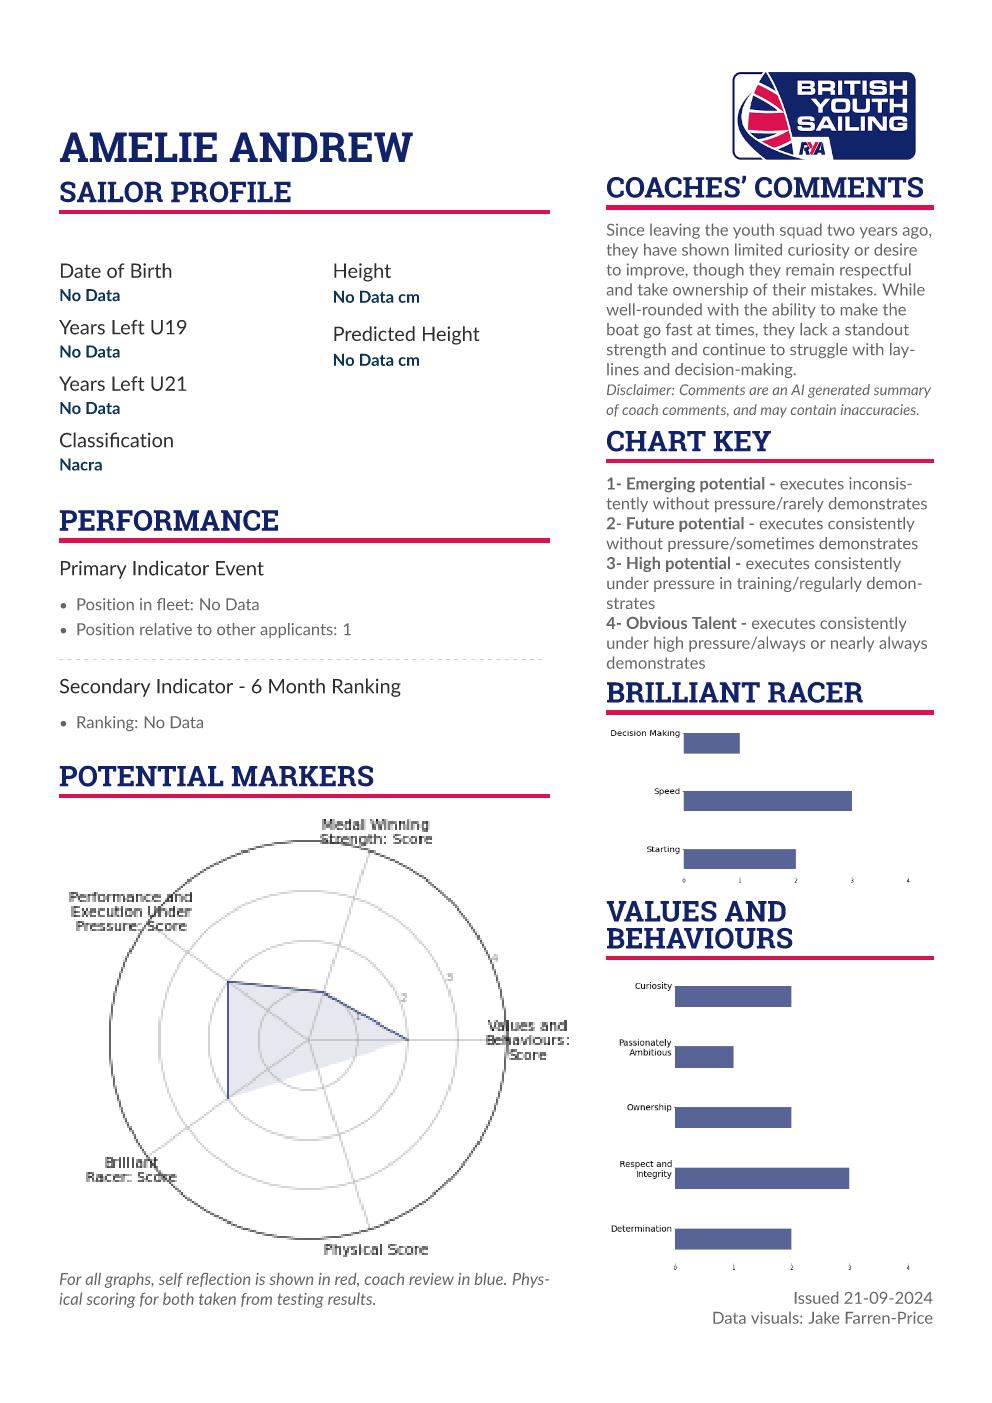 BRITISH
YOUTH
SAILING
RYA
AMELIE ANDREW
SAILOR PROFILE
Date of Birth
No Data
Years Left U19
No Data
Years Left U21
No Data
Classification
Nacra
Height
No Data cm
Predicted Height
No Data cm
PERFORMANCE
Primary Indicator Event
• Position in fleet: No Data
• Position relative to other applicants: 1
Secondary Indicator - 6 Month Ranking
• Ranking: No Data
POTENTIAL MARKERS
Medal Winning
Strength: Score
Performance and
Execution Under
Pressure: Score
4
3
2
1
Values and
Behaviours:
Score
Brilliant
Racer: Score
Physical Score
For all graphs, self reflection is shown in red, coach review in blue. Phys-
ical scoring for both taken from testing results.
COACHES’ COMMENTS
Since leaving the youth squad two years ago,
they have shown limited curiosity or desire
to improve, though they remain respectful
and take ownership of their mistakes. While
well-rounded with the ability to make the
boat go fast at times, they lack a standout
strength and continue to struggle with lay-
lines and decision-making.
Disclaimer: Comments are an AI generated summary
of coach comments, and may contain inaccuracies.
CHART KEY
1- Emerging potential - executes inconsis-
tently without pressure/rarely demonstrates
2- Future potential - executes consistently
without pressure/sometimes demonstrates
3- High potential - executes consistently
under pressure in training/regularly demon-
strates
4- Obvious Talent - executes consistently
under high pressure/always or nearly always
demonstrates
BRILLIANT RACER
Decision Making
Speed
Starting
0 1 2 3 4
VALUES AND
BEHAVIOURS
Curiosity
Passionately
Ambitious
Ownership
Respect and
Integrity
Determination
0 1 2 3 4
Issued 21-09-2024
Data visuals: Jake Farren-Price